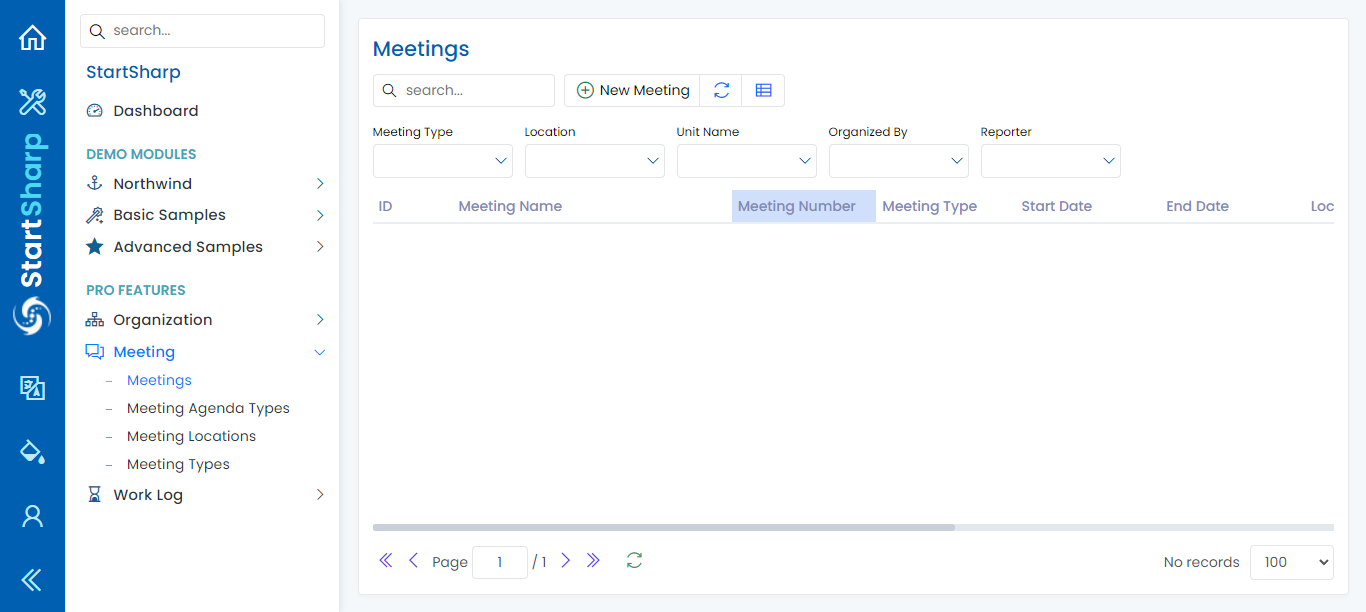 StartSharp
search...
StartSharp
Dashboard
DEMO MODULES
Northwind
Basic Samples
Advanced Samples
PRO FEATURES
Organization
Meeting
Meetings
Meeting Agenda Types
Meeting Locations
Meeting Types
Work Log
Meetings
search... New Meeting
Meeting Type Location Unit Name Organized By Reporter
ID Meeting Name Meeting Number Meeting Type Start Date End Date Loc
Page 1 / 1 No records 100